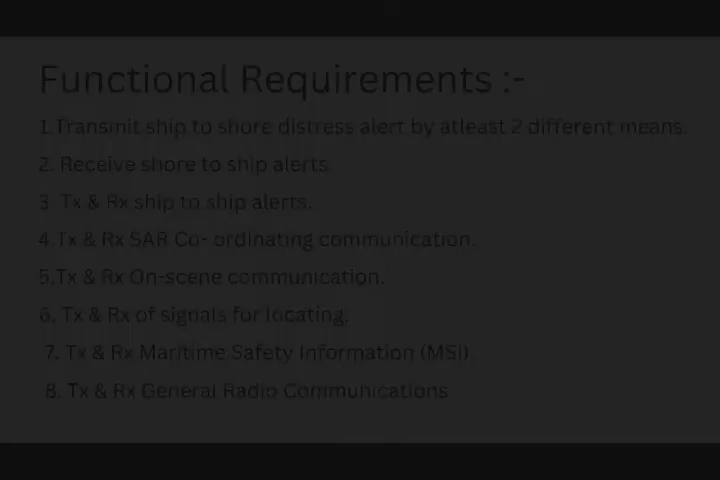 Functional Requirements :-
1.Transmit ship to shore distress alert by atleast 2 different means.
2. Receive shore to ship alerts.
3. Tx & Rx ship to ship alerts.
4.Tx & Rx SAR Co- ordinating communication.
5.Tx & Rx On-scene communication.
6. Tx & Rx of signals for locating.
7. Tx & Rx Maritime Safety Information (MSI).
8. Tx & Rx General Radio Communications